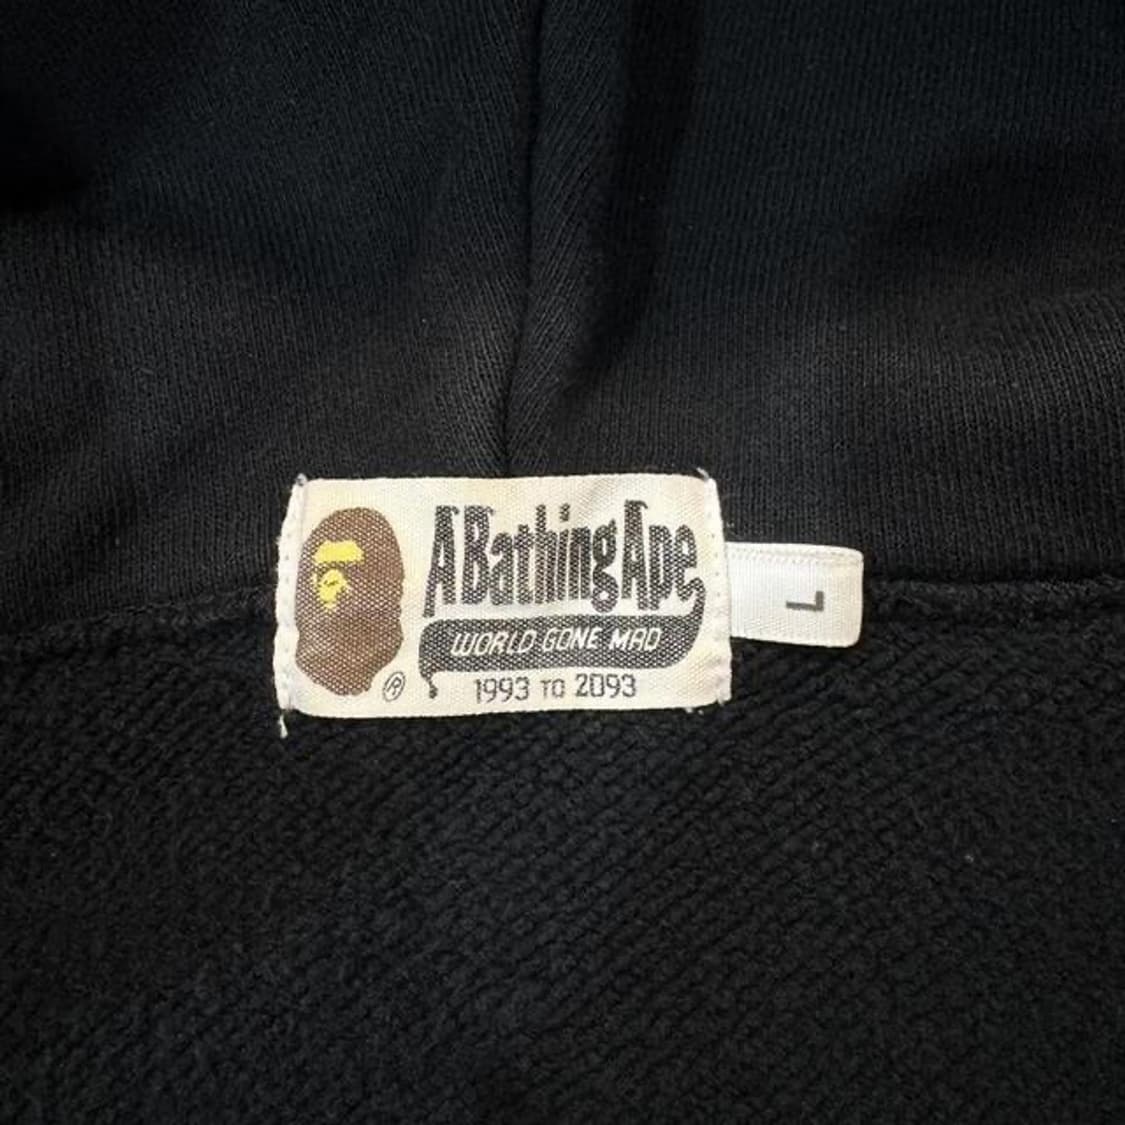 A Bathing Ape
WORLD GONE MAD
®
1993 TO 2093
L